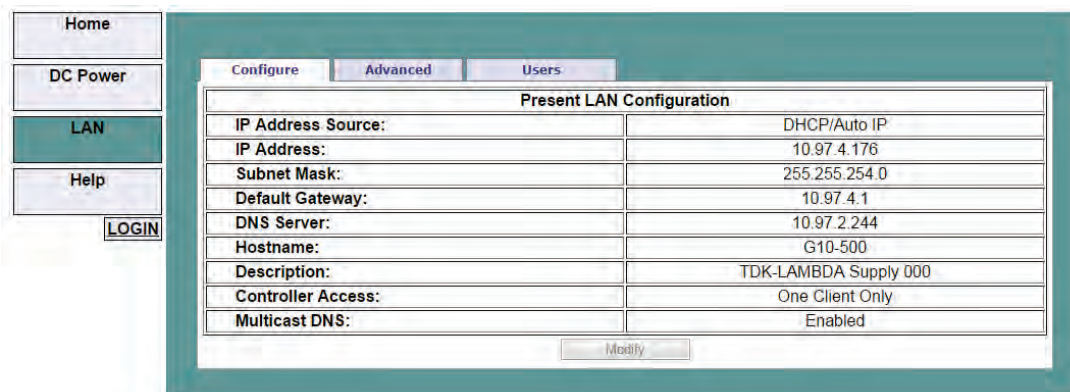 Home
DC Power
LAN
Help
LOGIN
Configure Advanced Users
Present LAN Configuration
IP Address Source: DHCP/Auto IP
IP Address: 10.97.4.176
Subnet Mask: 255.255.254.0
Default Gateway: 10.97.4.1
DNS Server: 10.97.2.244
Hostname: G10-500
Description: TDK-LAMBDA Supply 000
Controller Access: One Client Only
Multicast DNS: Enabled
Modify